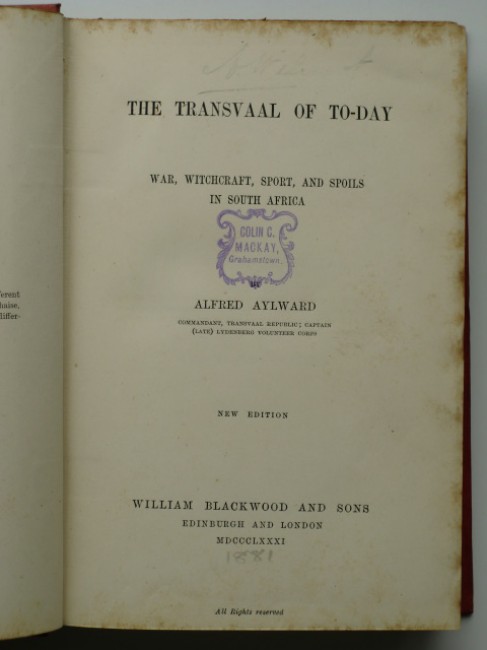 THE TRANSVAAL OF TO-DAY
WAR, WITCHCRAFT, SPORT, AND SPOILS
IN SOUTH AFRICA
COLIN C.
MACKAY,
Grahamstown.
BY
ALFRED AYLWARD
COMMANDANT, TRANSVAAL REPUBLIC; CAPTAIN
(LATE) LYDENBERG VOLUNTEER CORPS
NEW EDITION
WILLIAM BLACKWOOD AND SONS
EDINBURGH AND LONDON
MDCCCLXXXI
1881
All Rights reserved